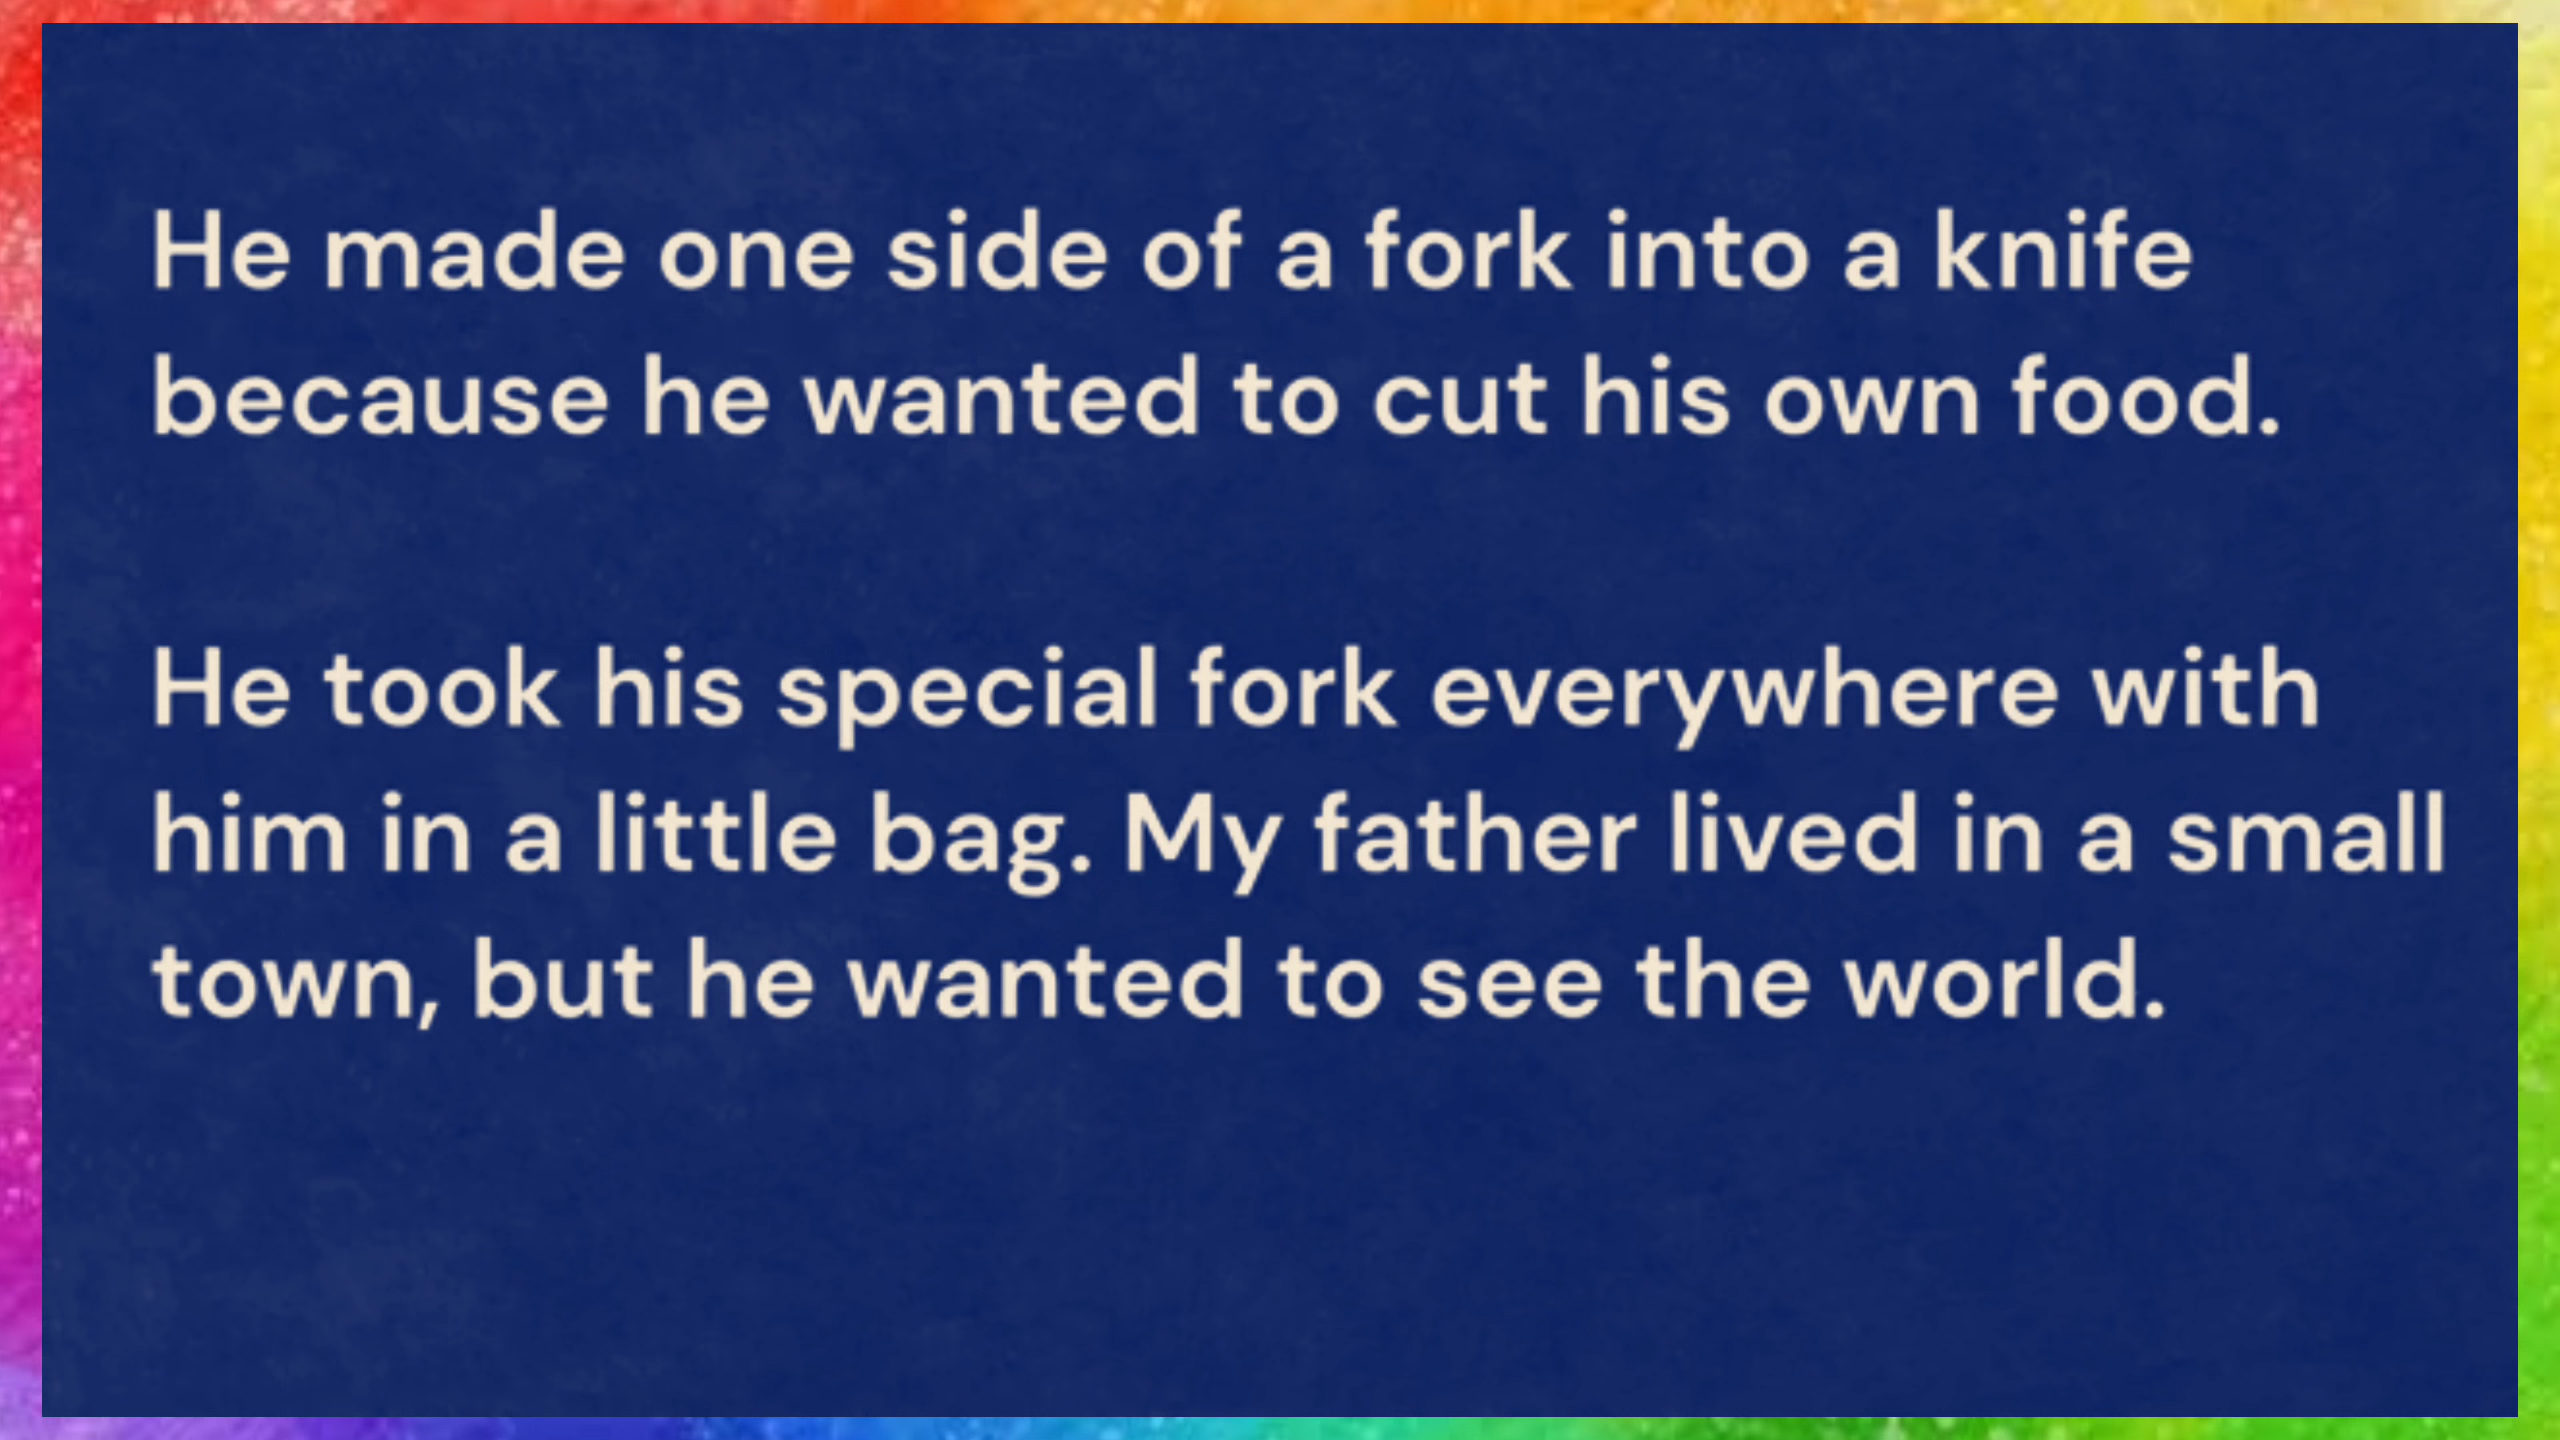 He made one side of a fork into a knife
because he wanted to cut his own food.
He took his special fork everywhere with
him in a little bag. My father lived in a small
town, but he wanted to see the world.